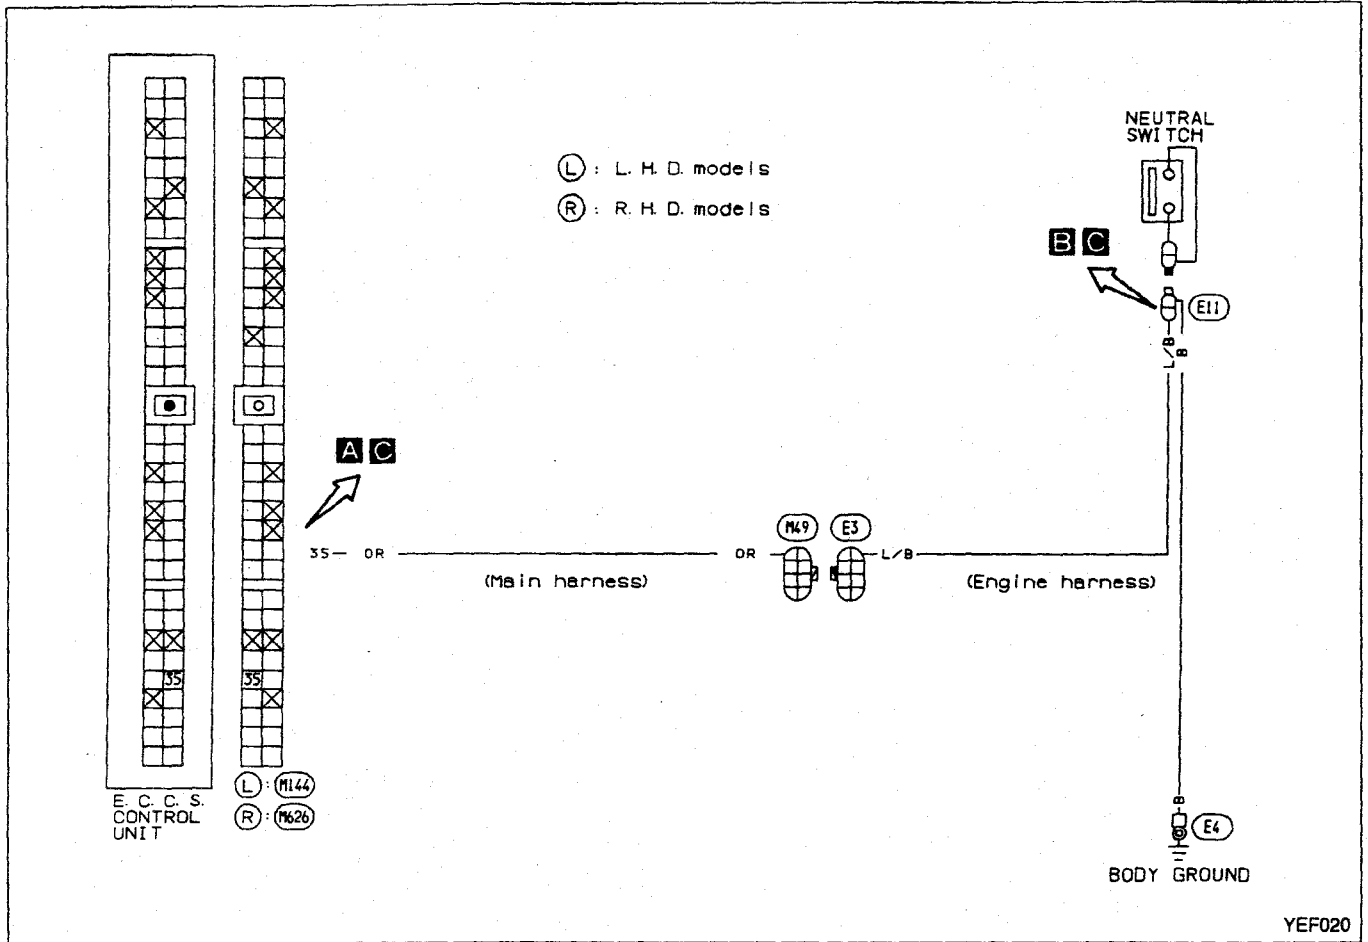 NEUTRAL
SWITCH
L : L. H. D. models
R : R. H. D. models
B C
E11
L/B
B
A C
M49
E3
35 — OR
OR
L/B
(Main harness)
(Engine harness)
35
35
L : M144
R : M626
E. C. C. S.
CONTROL
UNIT
B
E4
BODY GROUND
YEF020